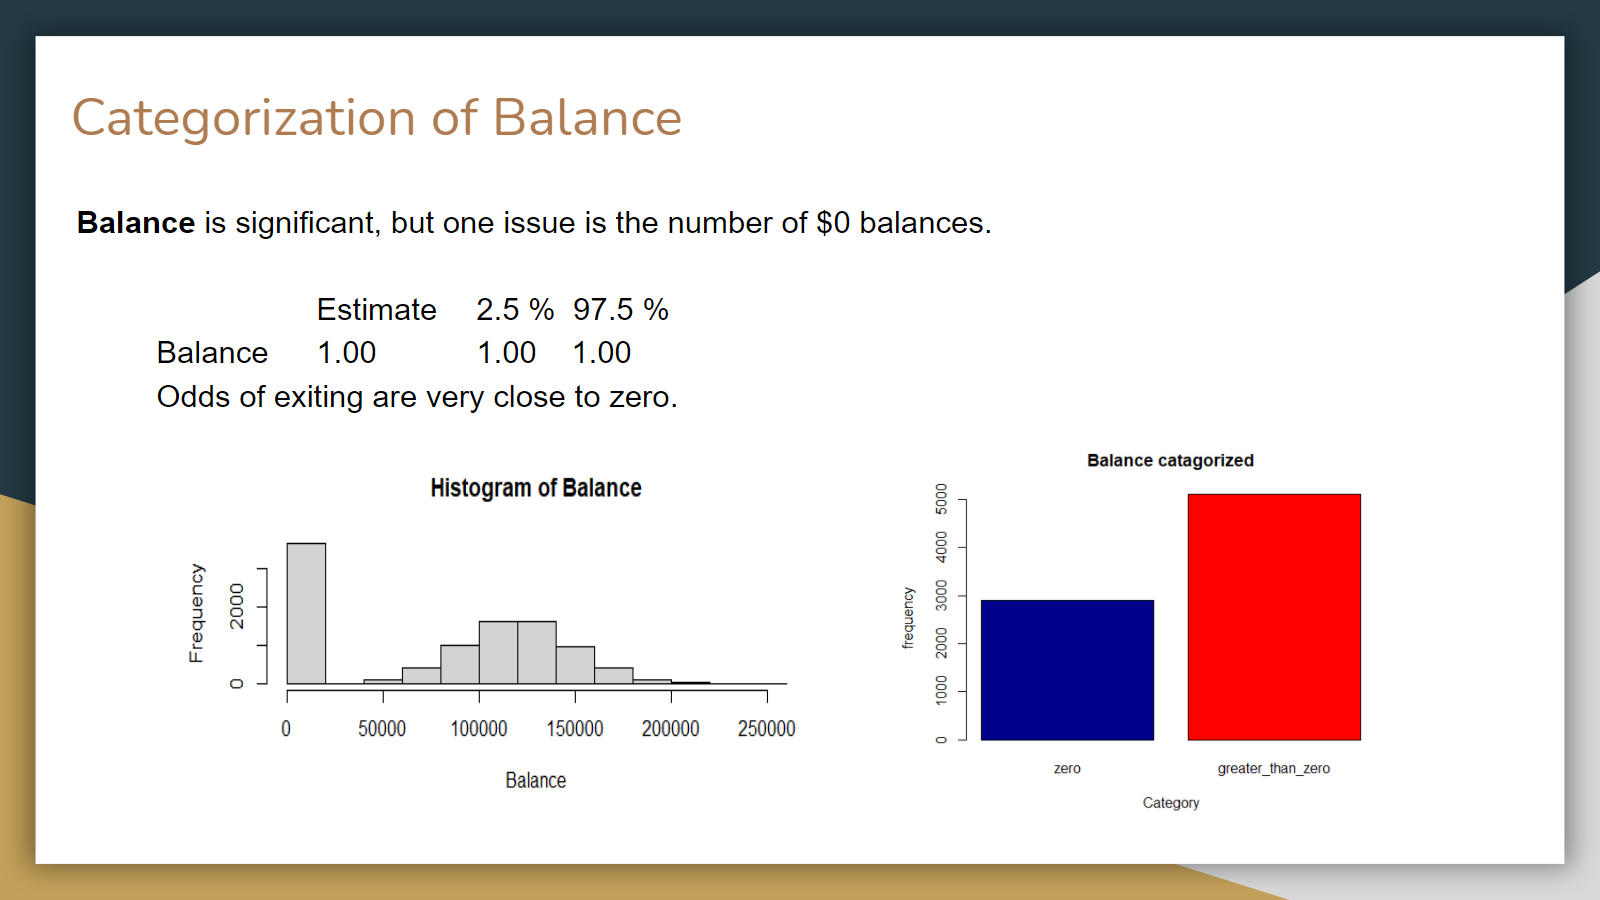 Categorization of Balance
Balance is significant, but one issue is the number of $0 balances.
Estimate 2.5 % 97.5 %
Balance 1.00 1.00 1.00
Odds of exiting are very close to zero.
Histogram of Balance
Frequency
0 2000
0 50000 100000 150000 200000 250000
Balance
Balance catagorized
frequency
0 1000 2000 3000 4000 5000
zero greater_than_zero
Category